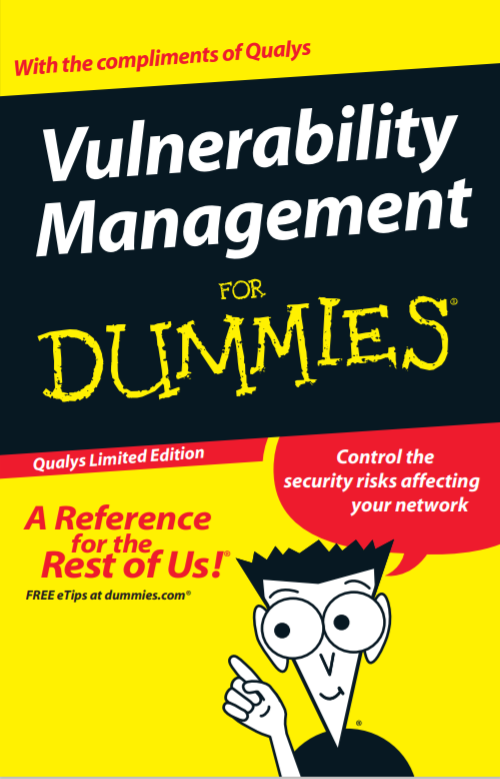 With the compliments of Qualys
Vulnerability
Management
FOR
DUMMIES®
Qualys Limited Edition
Control the
security risks affecting
your network
A Reference
for the
Rest of Us!®
FREE eTips at dummies.com®
®